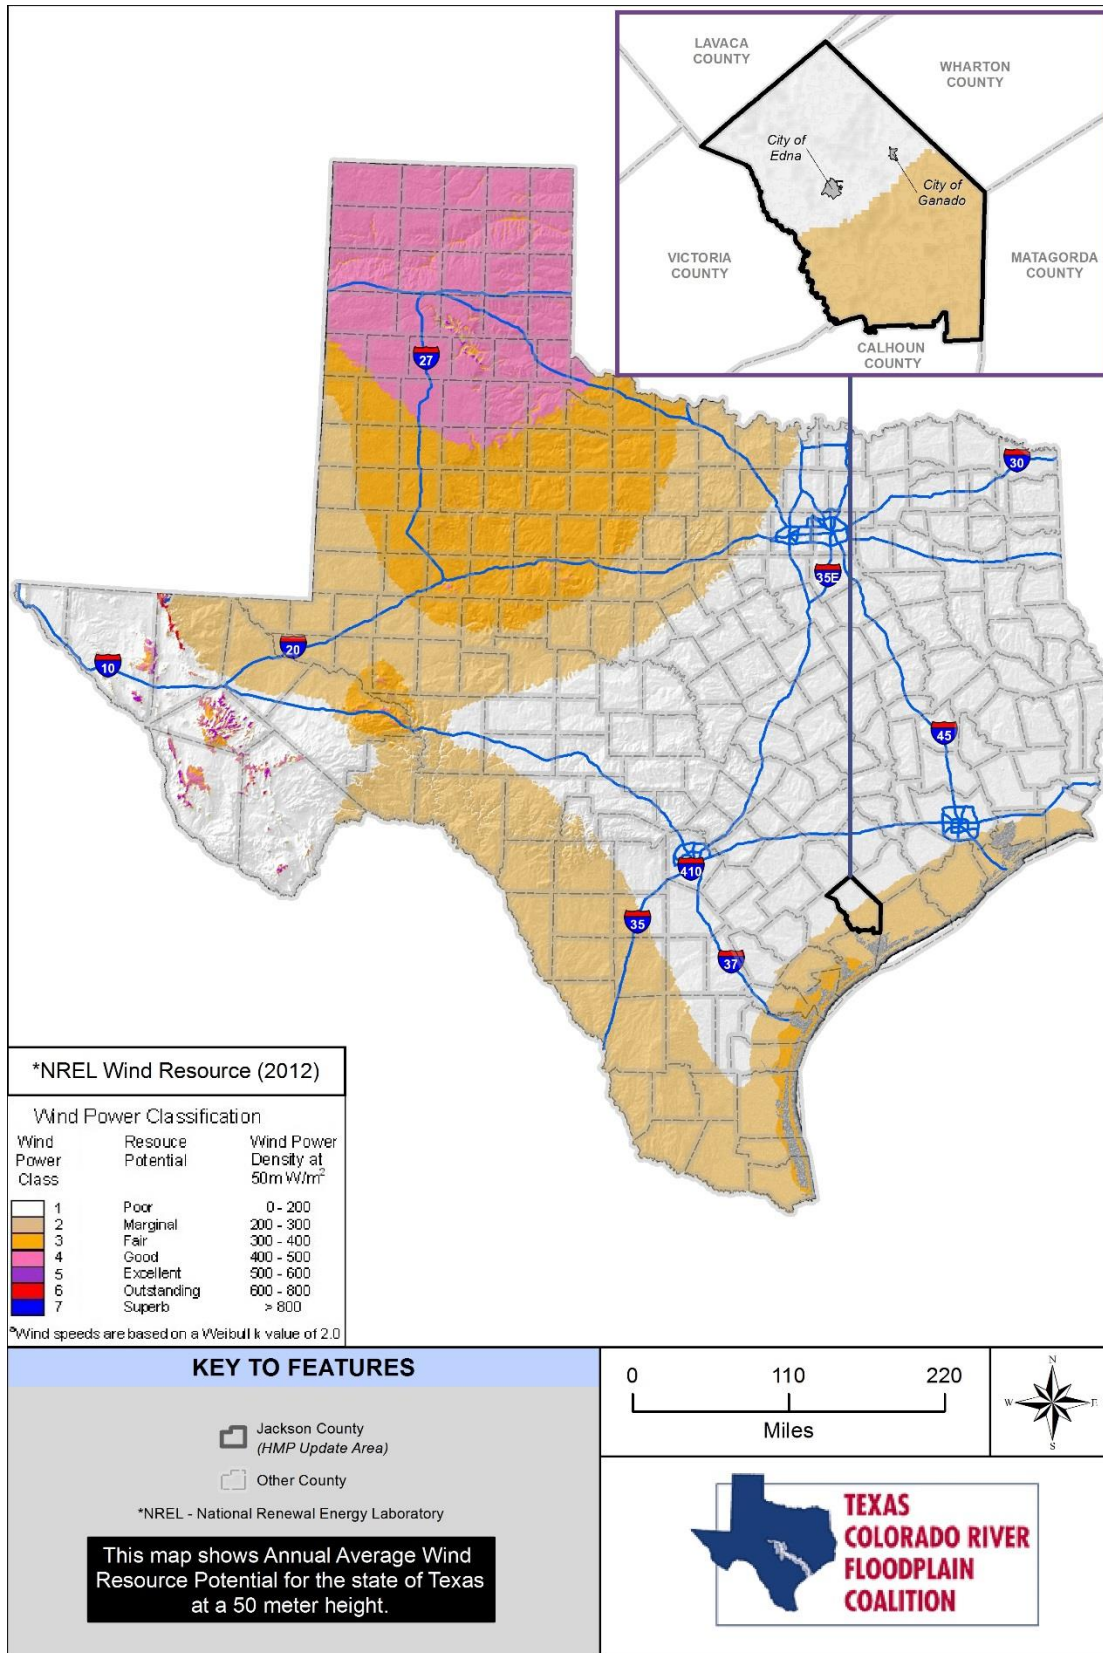 LAVACA
COUNTY
WHARTON
COUNTY
City of
Edna
City of
Ganado
VICTORIA
COUNTY
MATAGORDA
COUNTY
CALHOUN
COUNTY
27
30
35E
20
10
45
410
35
37
*NREL Wind Resource (2012)
Wind Power Classification
Wind Power Class
Resouce Potential
Wind Power Density at 50m W/m²
1 Poor 0 - 200
2 Marginal 200 - 300
3 Fair 300 - 400
4 Good 400 - 500
5 Excellent 500 - 600
6 Outstanding 600 - 800
7 Superb > 800
ᵃWind speeds are based on a Weibull k value of 2.0
KEY TO FEATURES
Jackson County
(HMP Update Area)
Other County
*NREL - National Renewal Energy Laboratory
This map shows Annual Average Wind
Resource Potential for the state of Texas
at a 50 meter height.
0 110 220
Miles
N
W E
S
TEXAS
COLORADO RIVER
FLOODPLAIN
COALITION